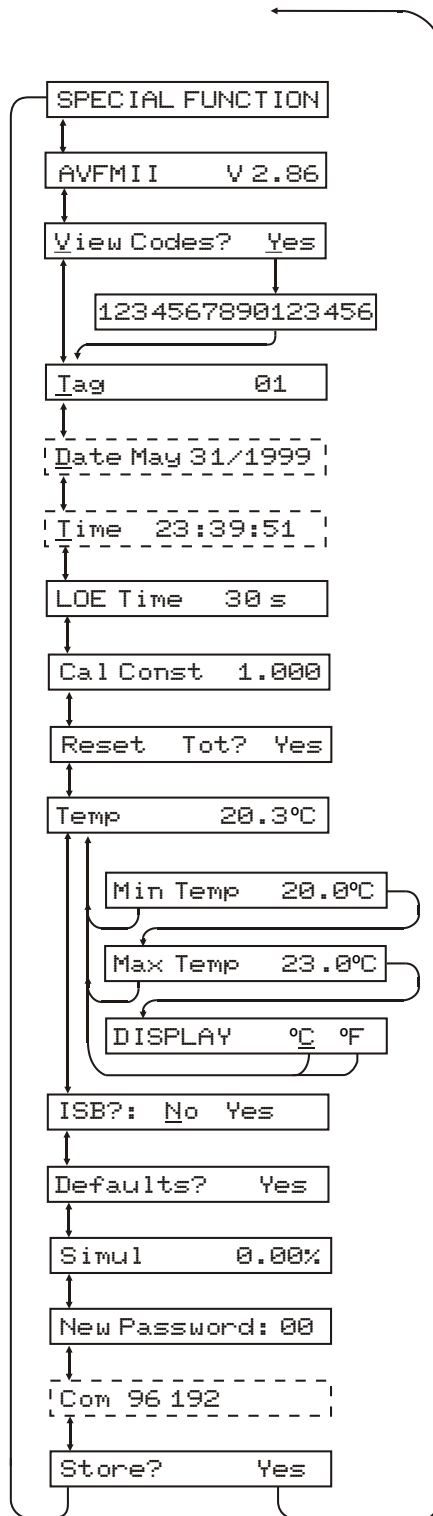 SPECIAL FUNCTION
AVFMII V 2.86
View Codes? Yes
1234567890123456
Tag 01
Date May 31/1999
Time 23:39:51
LOE Time 30 s
Cal Const 1.000
Reset Tot? Yes
Temp 20.3ºC
Min Temp 20.0ºC
Max Temp 23.0ºC
DISPLAY ºC ºF
ISB?: No Yes
Defaults? Yes
Simul 0.00%
New Password: 00
Com 96 192
Store? Yes